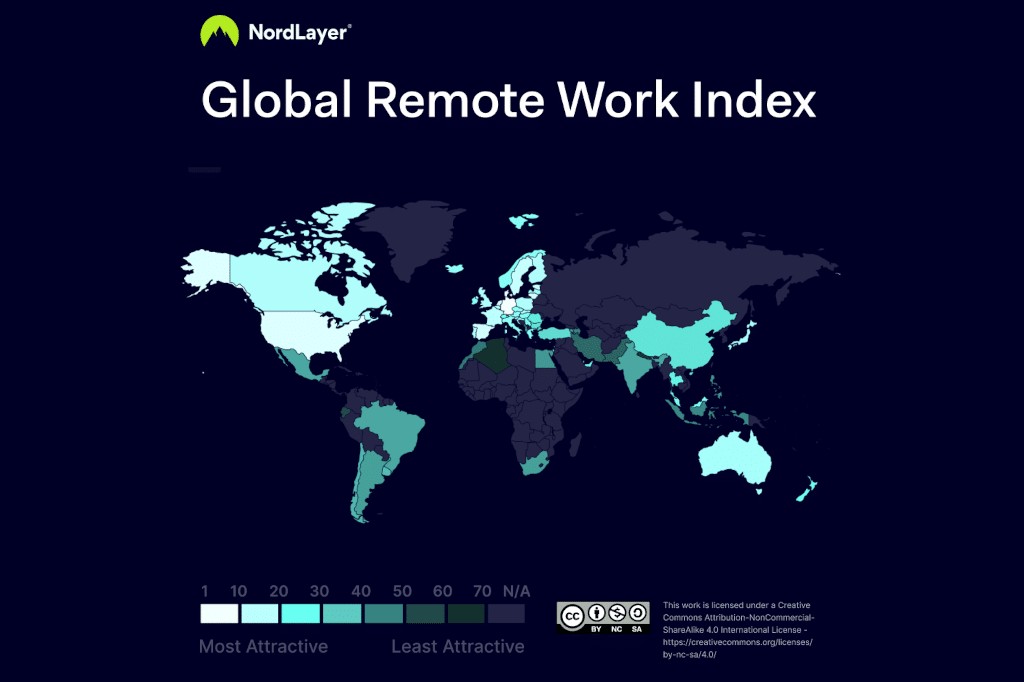 NordLayer®
Global Remote Work Index
1 10 20 30 40 50 60 70 N/A
Most Attractive Least Attractive
cc BY NC SA
This work is licensed under a Creative
Commons Attribution-NonCommercial-
ShareAlike 4.0 International License -
https://creativecommons.org/licenses/
by-nc-sa/4.0/